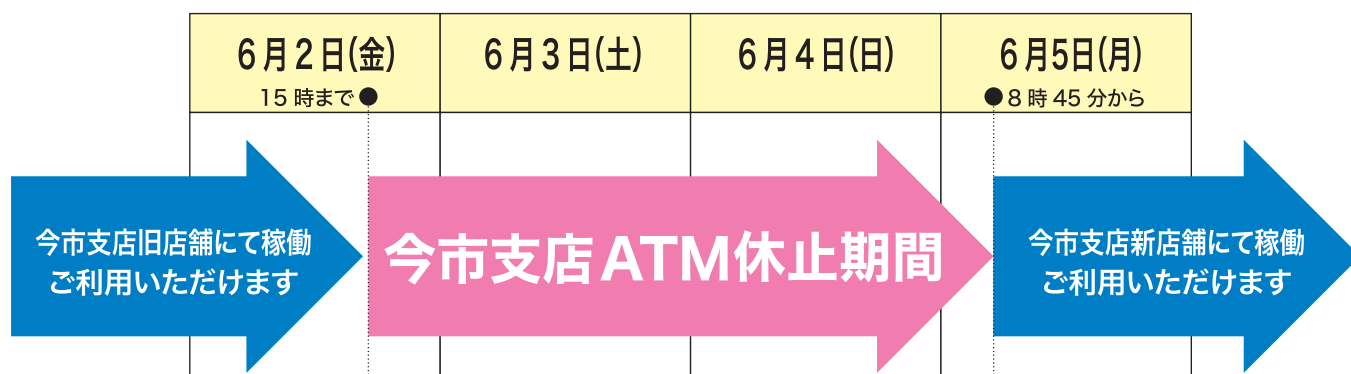 6月2日(金)
15時まで
6月3日(土)
6月4日(日)
6月5日(月)
8時45分から
今市支店旧店舗にて稼働
ご利用いただけます
今市支店ATM休止期間
今市支店新店舗にて稼働
ご利用いただけます